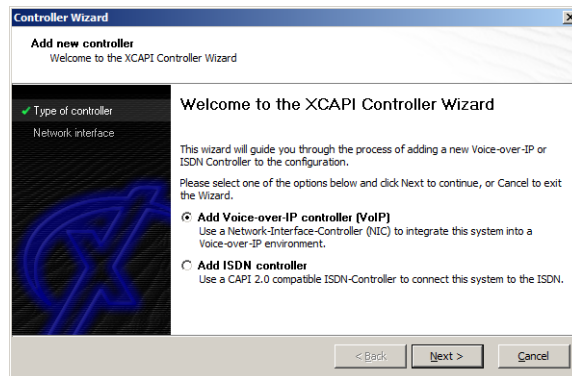 Controller Wizard
Add new controller
Welcome to the XCAPI Controller Wizard
Type of controller
Network interface
Welcome to the XCAPI Controller Wizard
This wizard will guide you through the process of adding a new Voice-over-IP or
ISDN Controller to the configuration.
Please select one of the options below and click Next to continue, or Cancel to exit
the Wizard.
Add Voice-over-IP controller (VoIP)
Use a Network-Interface-Controller (NIC) to integrate this system into a
Voice-over-IP environment.
Add ISDN controller
Use a CAPI 2.0 compatible ISDN-Controller to connect this system to the ISDN.
< Back
Next >
Cancel